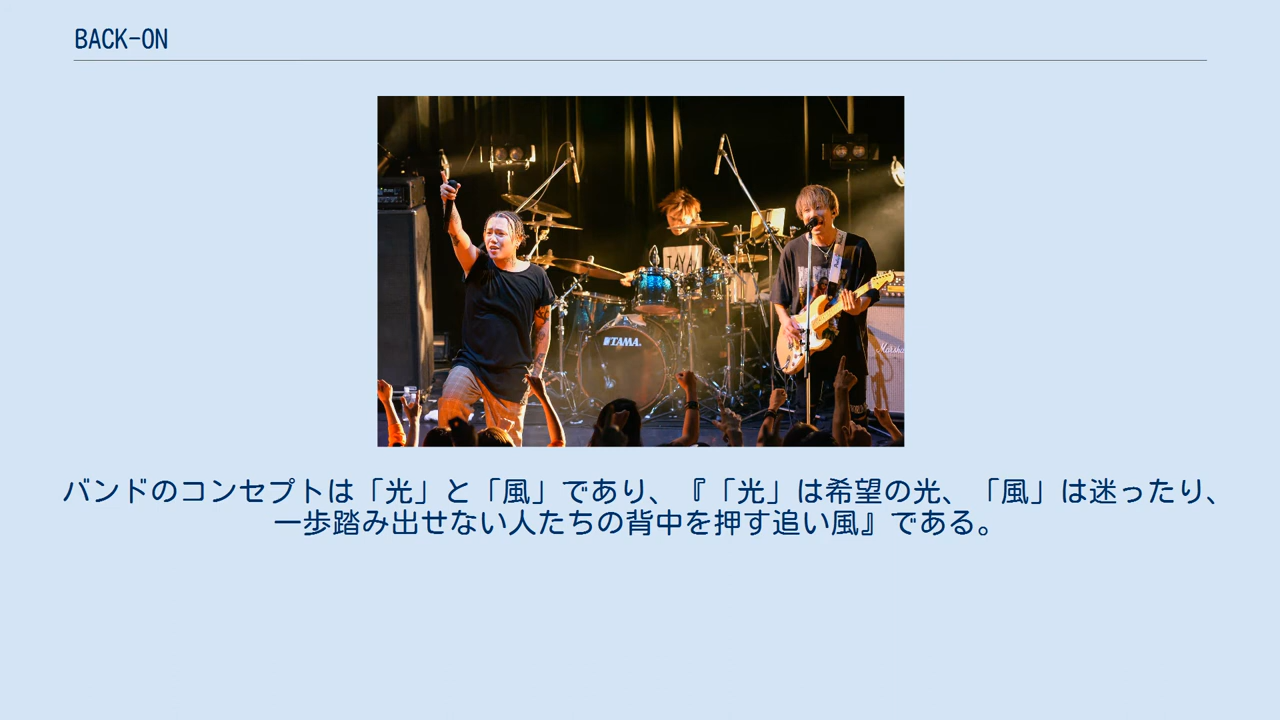 BACK-ON
TAMA
Marshall
バンドのコンセプトは「光」と「風」であり、『「光」は希望の光、「風」は迷ったり、
一歩踏み出せない人たちの背中を押す追い風』である。